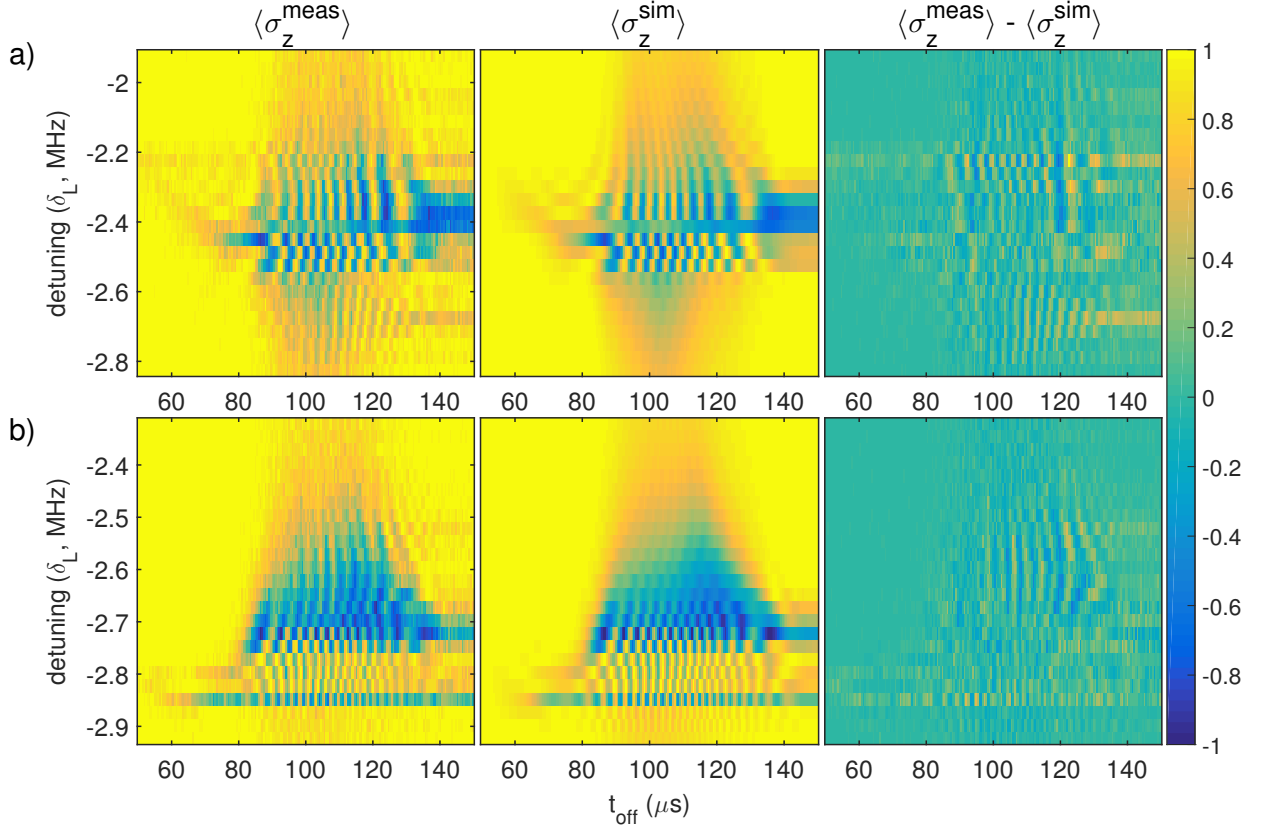 ⟨σ_z^meas⟩ ⟨σ_z^sim⟩ ⟨σ_z^meas⟩ - ⟨σ_z^sim⟩
a)
detuning (δ_L, MHz)
-2
-2.2
-2.4
-2.6
-2.8
60 80 100 120 140 60 80 100 120 140 60 80 100 120 140
b)
detuning (δ_L, MHz)
-2.4
-2.5
-2.6
-2.7
-2.8
-2.9
60 80 100 120 140 60 80 100 120 140 60 80 100 120 140
t_off (μs)
1
0.8
0.6
0.4
0.2
0
-0.2
-0.4
-0.6
-0.8
-1